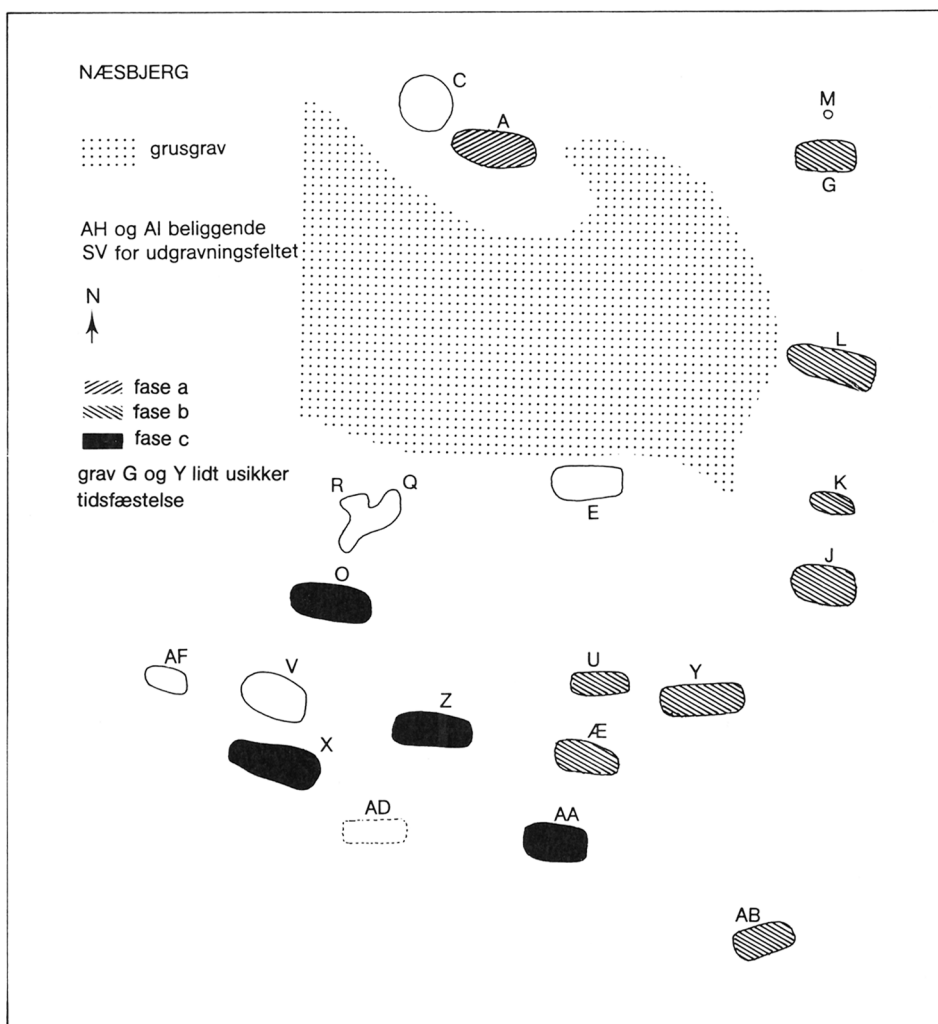 NÆSBJERG
grusgrav
AH og AI beliggende
SV for udgravningsfeltet
N
fase a
fase b
fase c
grav G og Y lidt usikker
tidsfæstelse
C
A
M
G
L
K
J
E
R
Q
O
AF
V
X
Z
U
Y
Æ
AD
AA
AB